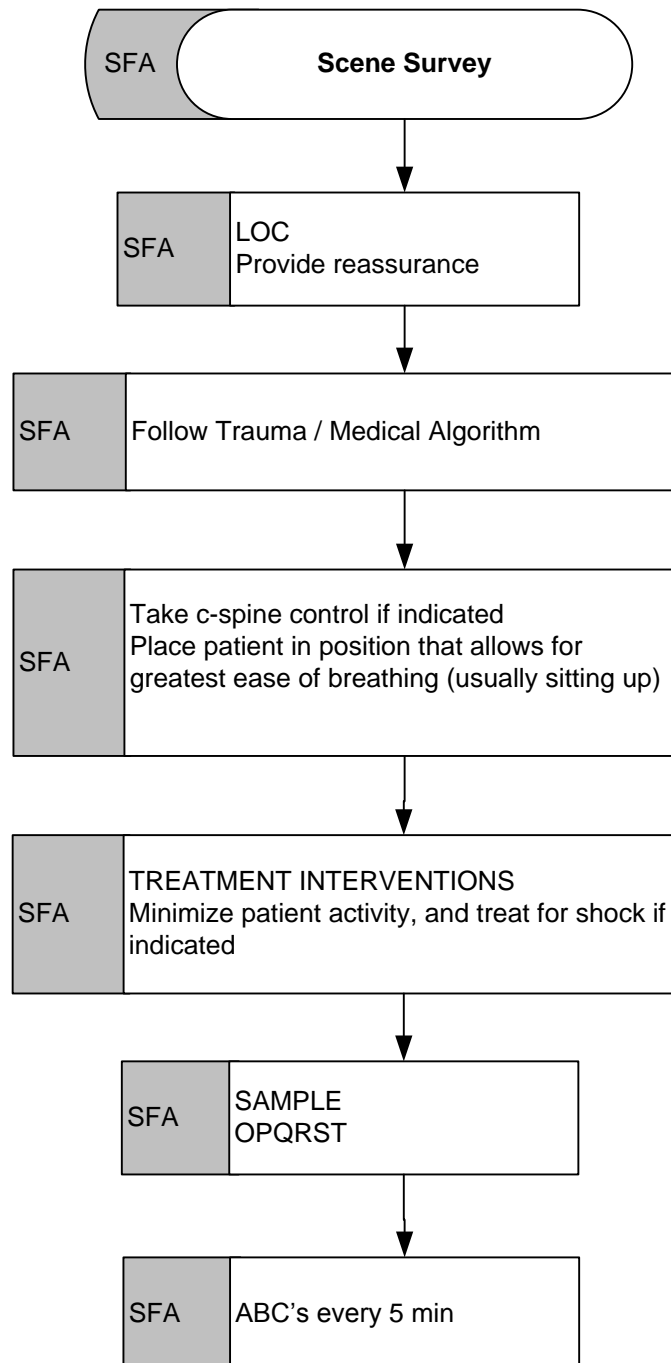 SFA
Scene Survey
SFA
LOC
Provide reassurance
SFA
Follow Trauma / Medical Algorithm
SFA
Take c-spine control if indicated
Place patient in position that allows for
greatest ease of breathing (usually sitting up)
SFA
TREATMENT INTERVENTIONS
Minimize patient activity, and treat for shock if
indicated
SFA
SAMPLE
OPQRST
SFA
ABC’s every 5 min